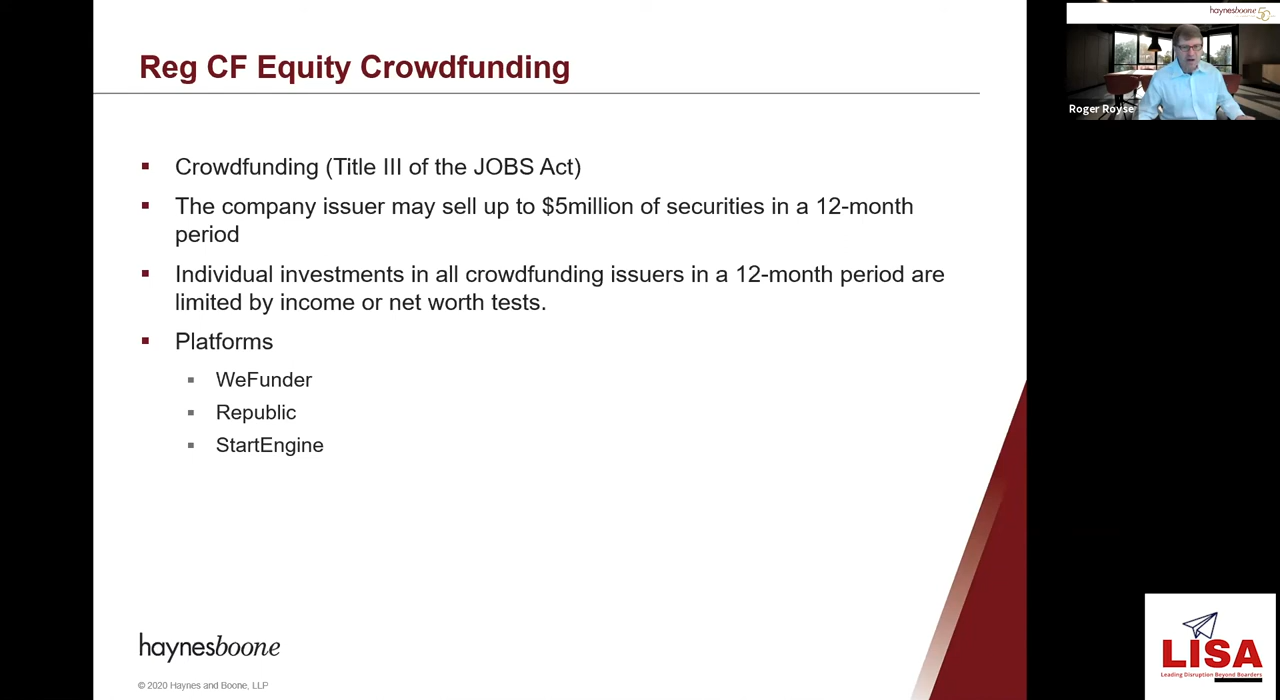 Reg CF Equity Crowdfunding
Crowdfunding (Title III of the JOBS Act)
The company issuer may sell up to $5million of securities in a 12-month
period
Individual investments in all crowdfunding issuers in a 12-month period are
limited by income or net worth tests.
Platforms
WeFunder
Republic
StartEngine
haynesboone
© 2020 Haynes and Boone, LLP
haynesboone 50
Roger Royse
LISA
Leading Disruption Beyond Boarders